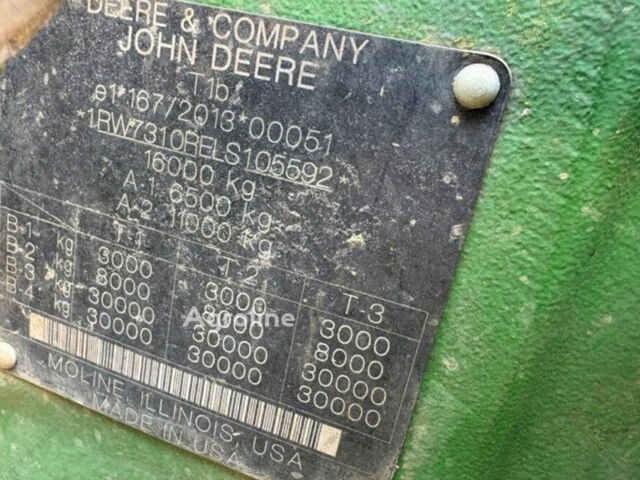 DEERE & COMPANY
JOHN DEERE
T1b
e1*167/2013*00051
*1RW7310RELS105592*
16000 kg
A-1 6500 kg
A-2 11000 kg
T-1 T-2 T-3
B-1 kg 3000 3000 3000
B-2 kg 8000 8000 8000
B-3 kg 30000 30000 30000
B-4 kg 30000 30000 30000
Agroline
MOLINE, ILLINOIS USA
MADE IN USA